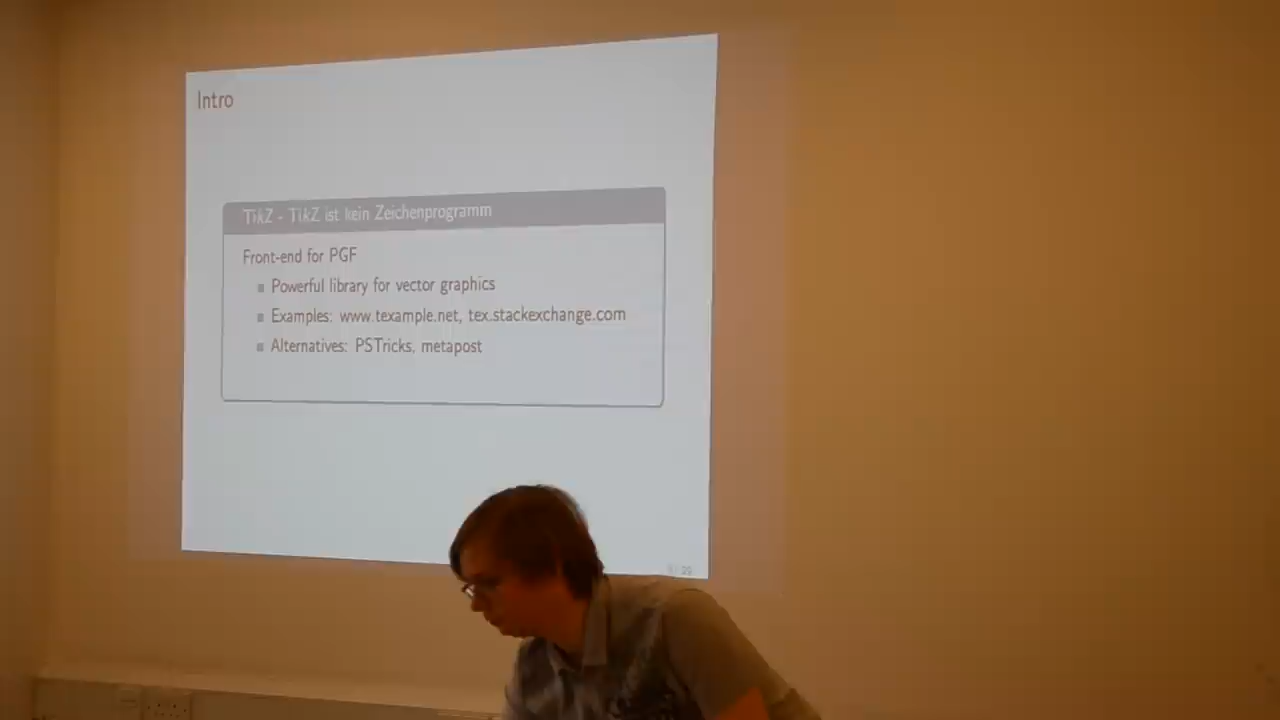 Intro
TikZ - TikZ ist kein Zeichenprogramm
Front-end for PGF
Powerful library for vector graphics
Examples: www.texample.net, tex.stackexchange.com
Alternatives: PSTricks, metapost